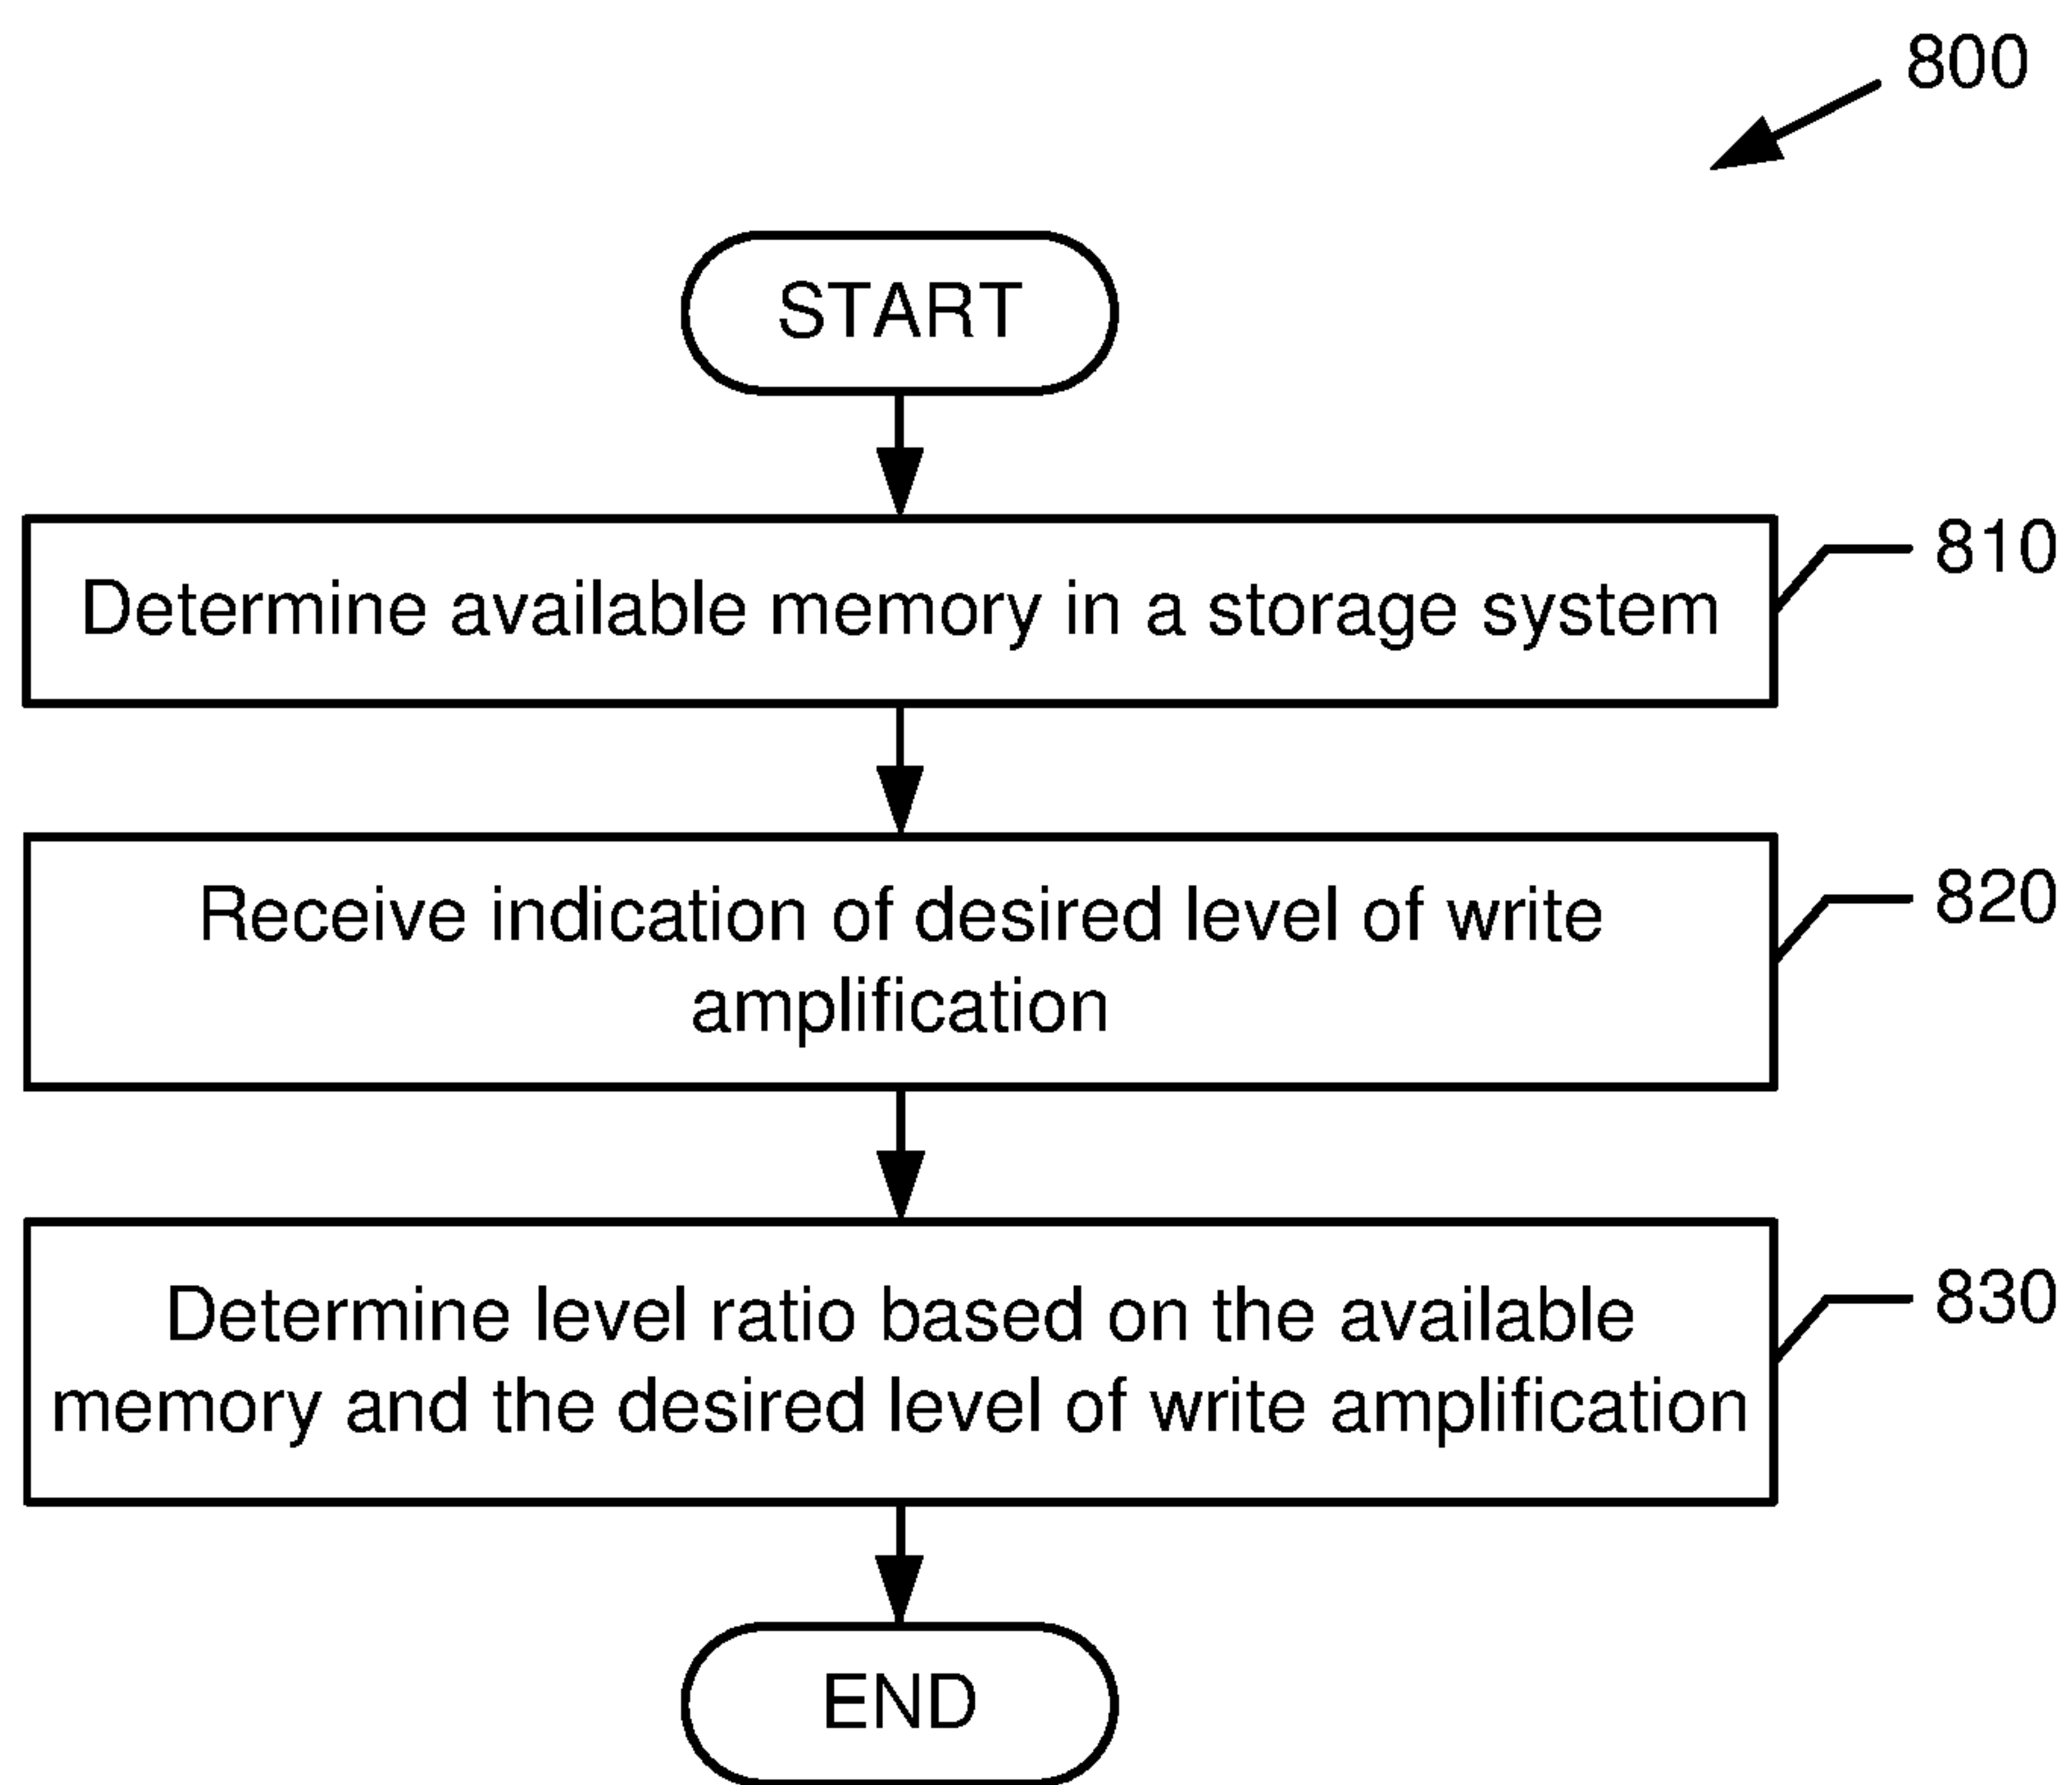 800
START
810
Determine available memory in a storage system
820
Receive indication of desired level of write
amplification
830
Determine level ratio based on the available
memory and the desired level of write amplification
END